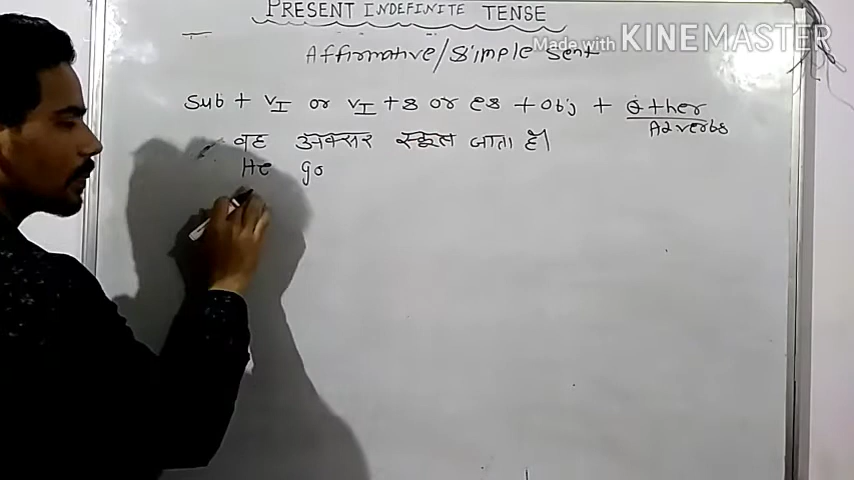 PRESENT INDEFINITE TENSE
Made with KINEMASTER
Affirmative/Simple Sent
Sub + VI or VI + s or es + Obj + Other
Adverbs
वह अक्सर स्कूल जाता है।
He go